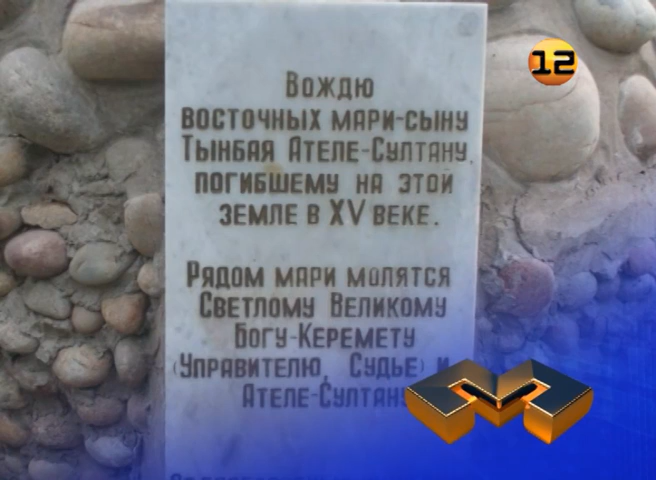 12
Вождю
восточных мари-сыну
Тынбая Ателе-Султану,
погибшему на этой
земле в XV веке.
Рядом мари молятся
Светлому Великому
Богу-Керемету
(Управителю, Судье) и
Ателе-Султану